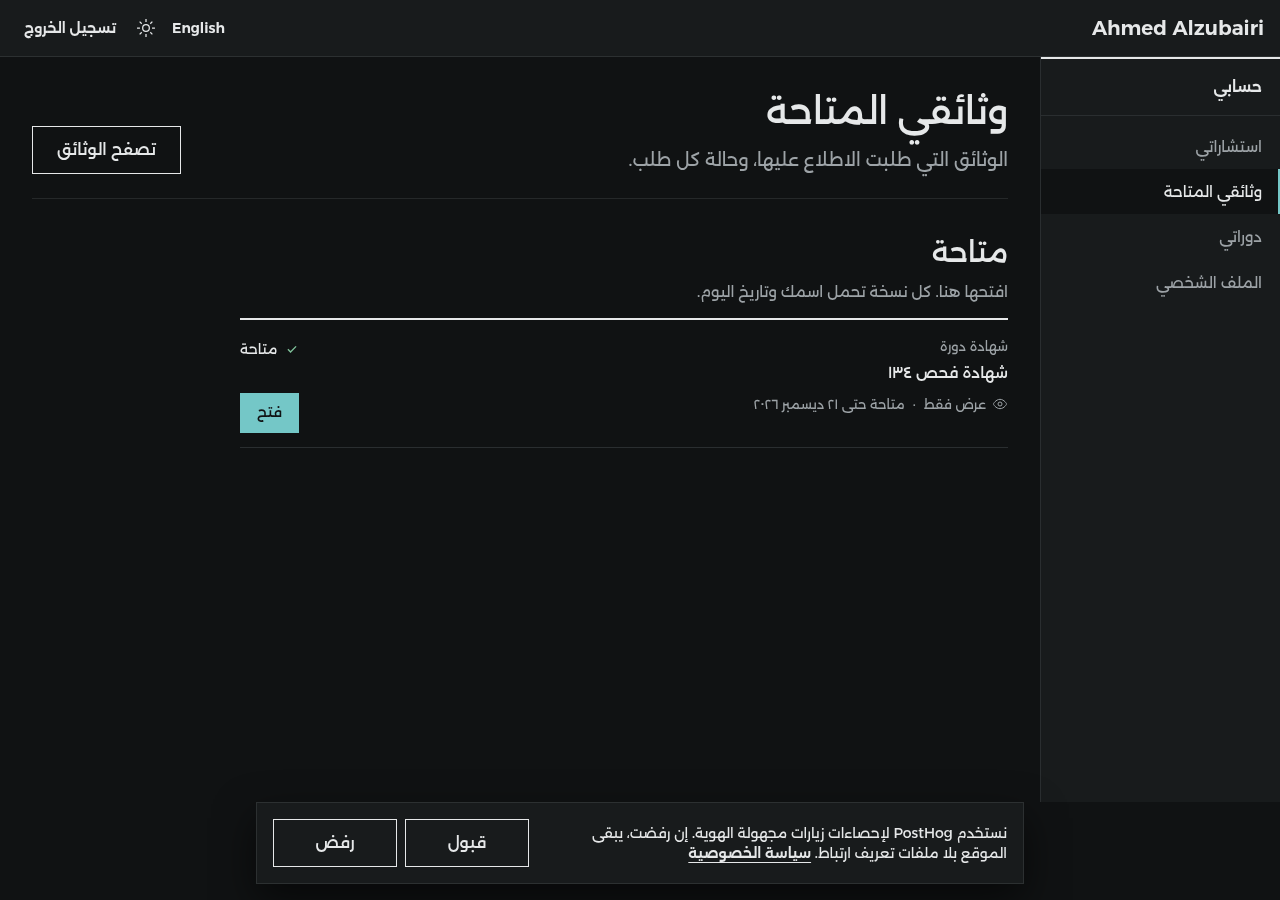 Ahmed Alzubairi
English
تسجيل الخروج
حسابي
استشاراتي
وثائقي المتاحة
دوراتي
الملف الشخصي
وثائقي المتاحة
الوثائق التي طلبت الاطلاع عليها، وحالة كل طلب.
تصفح الوثائق
متاحة
افتحها هنا. كل نسخة تحمل اسمك وتاريخ اليوم.
شهادة دورة
متاحة
شهادة فحص ١٣٤
عرض فقط · متاحة حتى ٢١ ديسمبر ٢٠٢٦
فتح
نستخدم PostHog لإحصاءات زيارات مجهولة الهوية. إن رفضت، يبقى
الموقع بلا ملفات تعريف ارتباط. سياسة الخصوصية
قبول
رفض